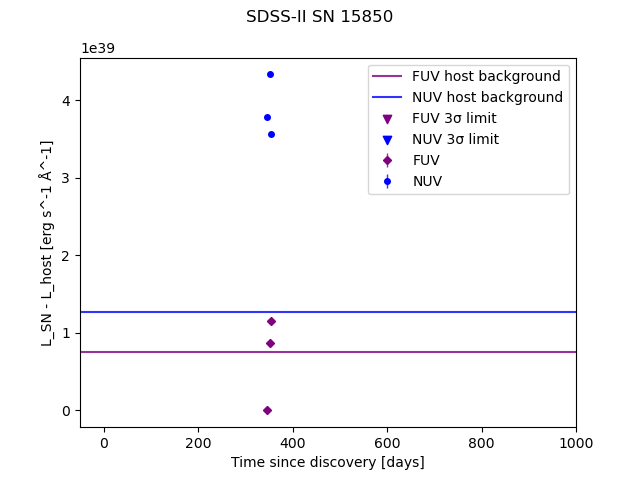 SDSS-II SN 15850
1e39
L_SN - L_host [erg s^-1 Å^-1]
4
3
2
1
0
FUV host background
NUV host background
FUV 3σ limit
NUV 3σ limit
FUV
NUV
0 200 400 600 800 1000
Time since discovery [days]